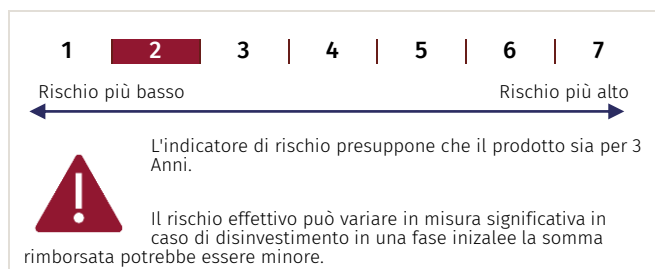 1 2 3 4 5 6 7
Rischio più basso Rischio più alto
L'indicatore di rischio presuppone che il prodotto sia per 3
Anni.
Il rischio effettivo può variare in misura significativa in
caso di disinvestimento in una fase inizalee la somma
rimborsata potrebbe essere minore.